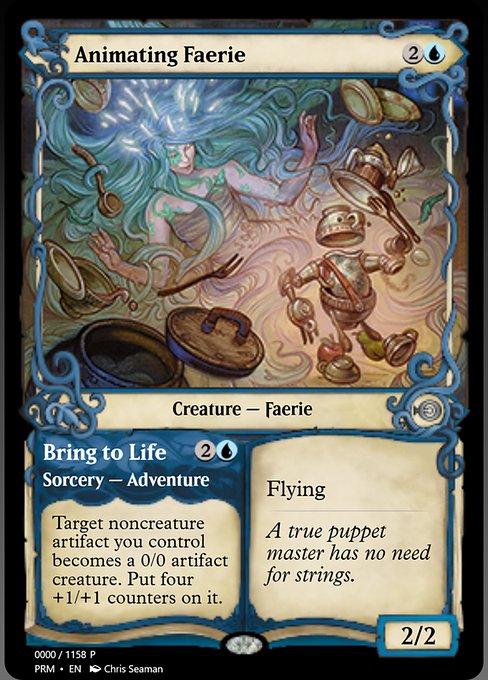 Animating Faerie 2
Creature — Faerie
Bring to Life 2
Sorcery — Adventure
Target noncreature
artifact you control
becomes a 0/0 artifact
creature. Put four
+1/+1 counters on it.
Flying
A true puppet
master has no need
for strings.
2/2
0000 / 1158 P
PRM • EN Chris Seaman